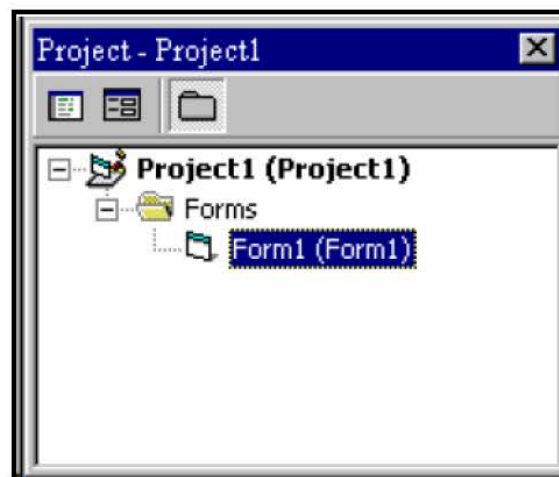 Project - Project1
Project1 (Project1)
Forms
Form1 (Form1)